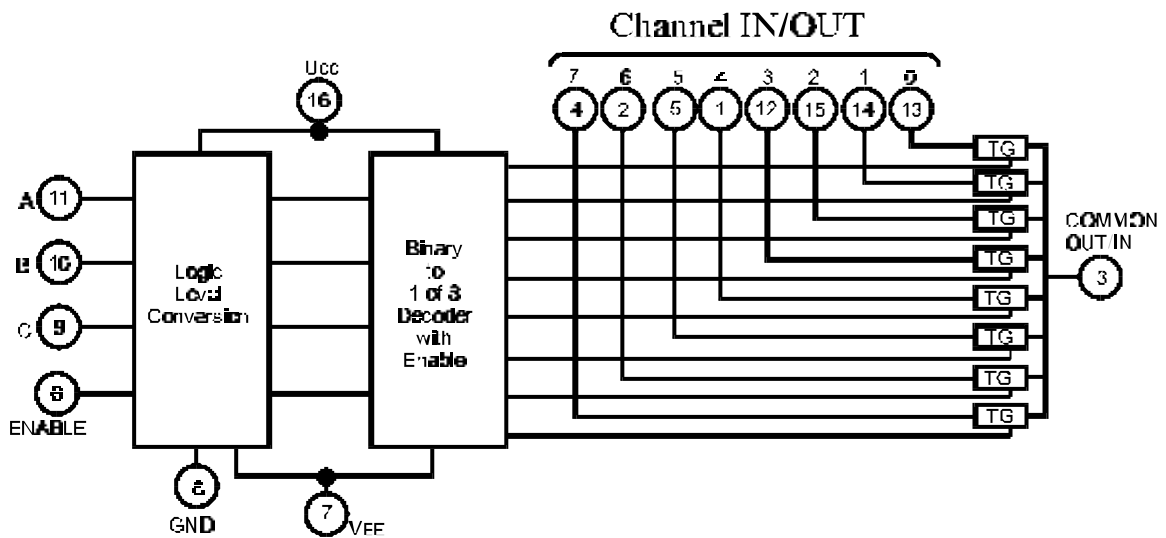 Channel IN/OUT
7 6 5 4 3 2 1 0
4 2 5 1 12 15 14 13
Ucc
16
A 11
B 10
C 9
6
ENABLE
Logic
Level
Conversion
Binary
to
1 of 8
Decoder
with
Enable
TG
TG
TG
TG
TG
TG
TG
TG
COMMON
OUT/IN
3
8
GND
7
VEE